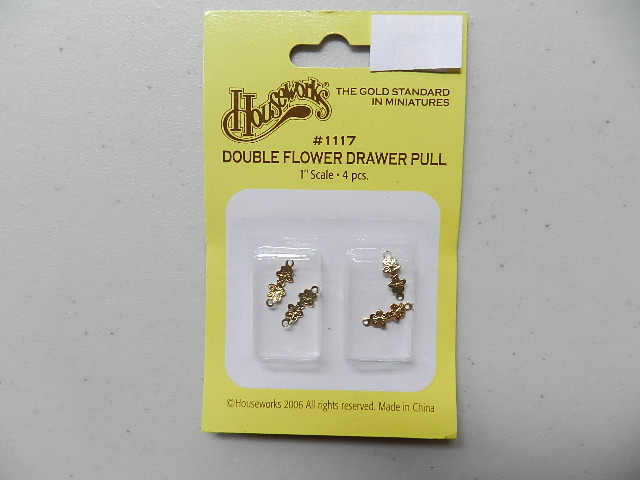 Houseworks®
THE GOLD STANDARD
IN MINIATURES
#1117
DOUBLE FLOWER DRAWER PULL
1" Scale • 4 pcs.
©Houseworks 2006 All rights reserved. Made in China